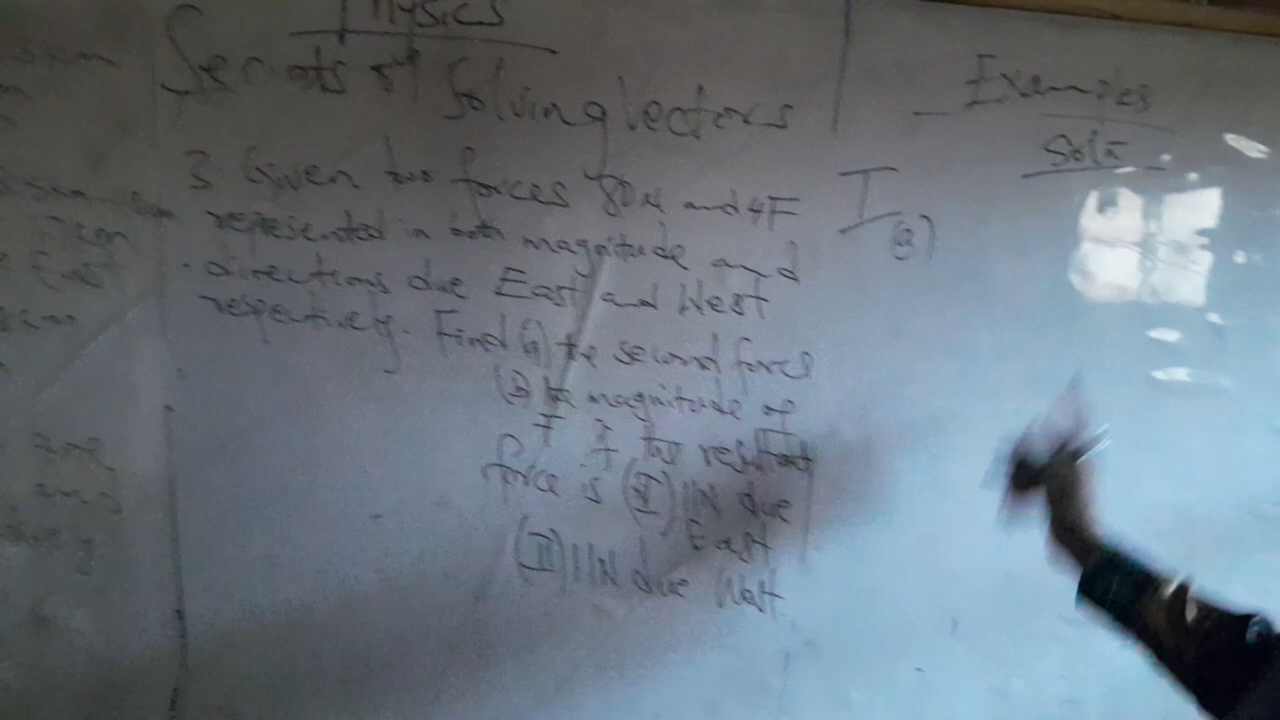 Physics
Secrets of Solving Vectors
3. Given two forces 80N and 4F
represented in both magnitude and
directions due East and West
respectively. Find (a) the second force
(b) the magnitude of
F if the resultant
force is (I) 11N due
East
(II) 11N due West
Examples
Soln
I
(a)